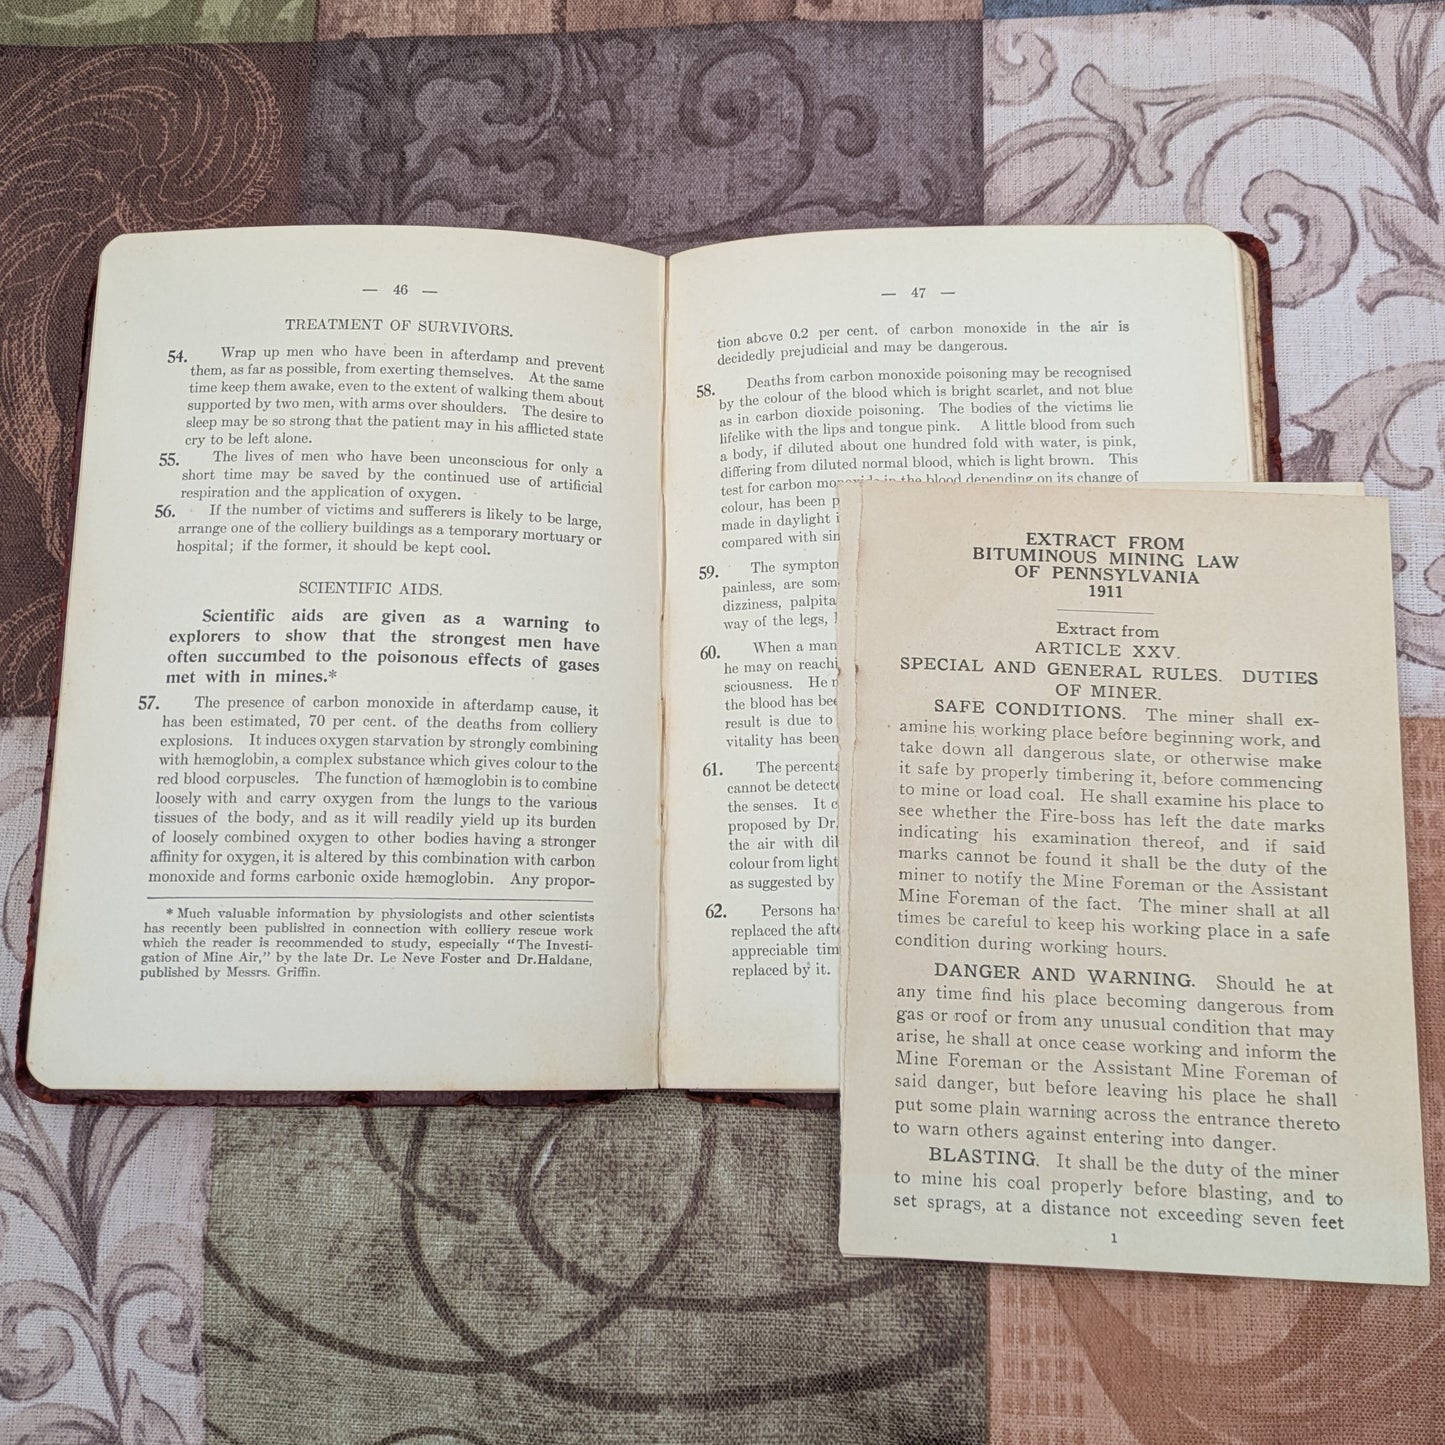 — 46 —
TREATMENT OF SURVIVORS.
54. Wrap up men who have been in afterdamp and prevent
them, as far as possible, from exerting themselves. At the same
time keep them awake, even to the extent of walking them about
supported by two men, with arms over shoulders. The desire to
sleep may be so strong that the patient may in his afflicted state
cry to be left alone.
55. The lives of men who have been unconscious for only a
short time may be saved by the continued use of artificial
respiration and the application of oxygen.
56. If the number of victims and sufferers is likely to be large,
arrange one of the colliery buildings as a temporary mortuary or
hospital; if the former, it should be kept cool.
SCIENTIFIC AIDS.
Scientific aids are given as a warning to
explorers to show that the strongest men have
often succumbed to the poisonous effects of gases
met with in mines.*
57. The presence of carbon monoxide in afterdamp cause, it
has been estimated, 70 per cent. of the deaths from colliery
explosions. It induces oxygen starvation by strongly combining
with hæmoglobin, a complex substance which gives colour to the
red blood corpuscles. The function of hæmoglobin is to combine
loosely with and carry oxygen from the lungs to the various
tissues of the body, and as it will readily yield up its burden
of loosely combined oxygen to other bodies having a stronger
affinity for oxygen, it is altered by this combination with carbon
monoxide and forms carbonic oxide hæmoglobin. Any propor-
* Much valuable information by physiologists and other scientists
has recently been published in connection with colliery rescue work
which the reader is recommended to study, especially "The Investi-
gation of Mine Air," by the late Dr. Le Neve Foster and Dr.Haldane,
published by Messrs. Griffin.
— 47 —
tion above 0.2 per cent. of carbon monoxide in the air is
decidedly prejudicial and may be dangerous.
58. Deaths from carbon monoxide poisoning may be recognised
by the colour of the blood which is bright scarlet, and not blue
as in carbon dioxide poisoning. The bodies of the victims lie
lifelike with the lips and tongue pink. A little blood from such
a body, if diluted about one hundred fold with water, is pink,
differing from diluted normal blood, which is light brown. This
test for carbon monoxide in the blood depending on its change of
colour, has been
made in daylight
compared with
59. The
painless, are
dizziness,
way of the legs,
60. When a man
he may on
sciousness. He
the blood has
result is due to
vitality has been
61. The
cannot be
the senses. It
proposed by Dr.
the air with
colour from light
as suggested by
62. Persons
replaced the
appreciable
replaced by it.
EXTRACT FROM
BITUMINOUS MINING LAW
OF PENNSYLVANIA
1911
Extract from
ARTICLE XXV.
SPECIAL AND GENERAL RULES. DUTIES
OF MINER.
SAFE CONDITIONS. The miner shall ex-
amine his working place before beginning work, and
take down all dangerous slate, or otherwise make
it safe by properly timbering it, before commencing
to mine or load coal. He shall examine his place to
see whether the Fire-boss has left the date marks
indicating his examination thereof, and if said
marks cannot be found it shall be the duty of the
miner to notify the Mine Foreman or the Assistant
Mine Foreman of the fact. The miner shall at all
times be careful to keep his working place in a safe
condition during working hours.
DANGER AND WARNING. Should he at
any time find his place becoming dangerous from
gas or roof or from any unusual condition that may
arise, he shall at once cease working and inform the
Mine Foreman or the Assistant Mine Foreman of
said danger, but before leaving his place he shall
put some plain warning across the entrance thereto
to warn others against entering into danger.
BLASTING. It shall be the duty of the miner
to mine his coal properly before blasting, and to
set sprags, at a distance not exceeding seven feet
1